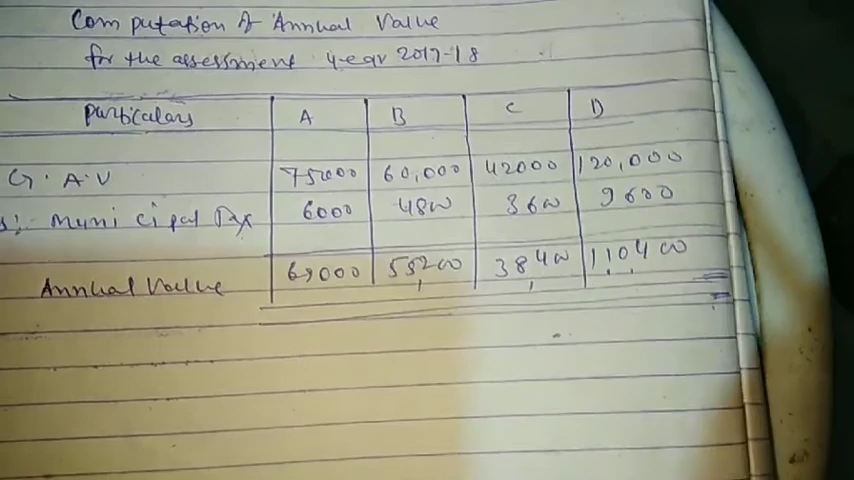 Computation of Annual Value
for the assessment year 2017-18
particulars A B C D
G.A.V 75000 60,000 42000 120,000
s:- Municipal Tax 6000 4800 3600 9600
Annual Value 69000 55200 38400 110400